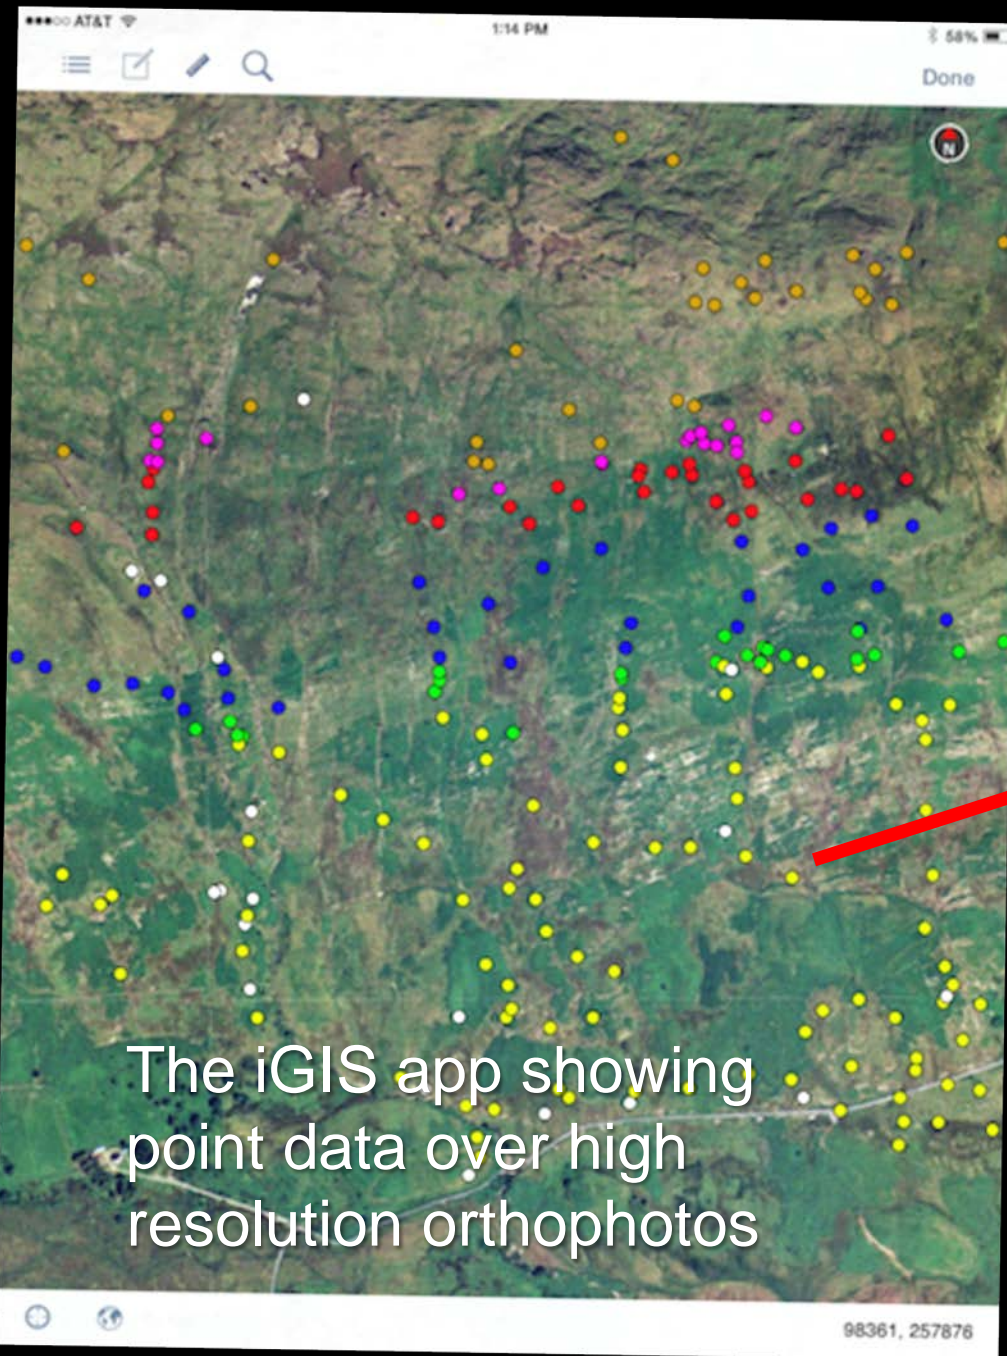 AT&T 1:14 PM 58%
Done
N
The iGIS app showing
point data over high
resolution orthophotos
98361, 257876